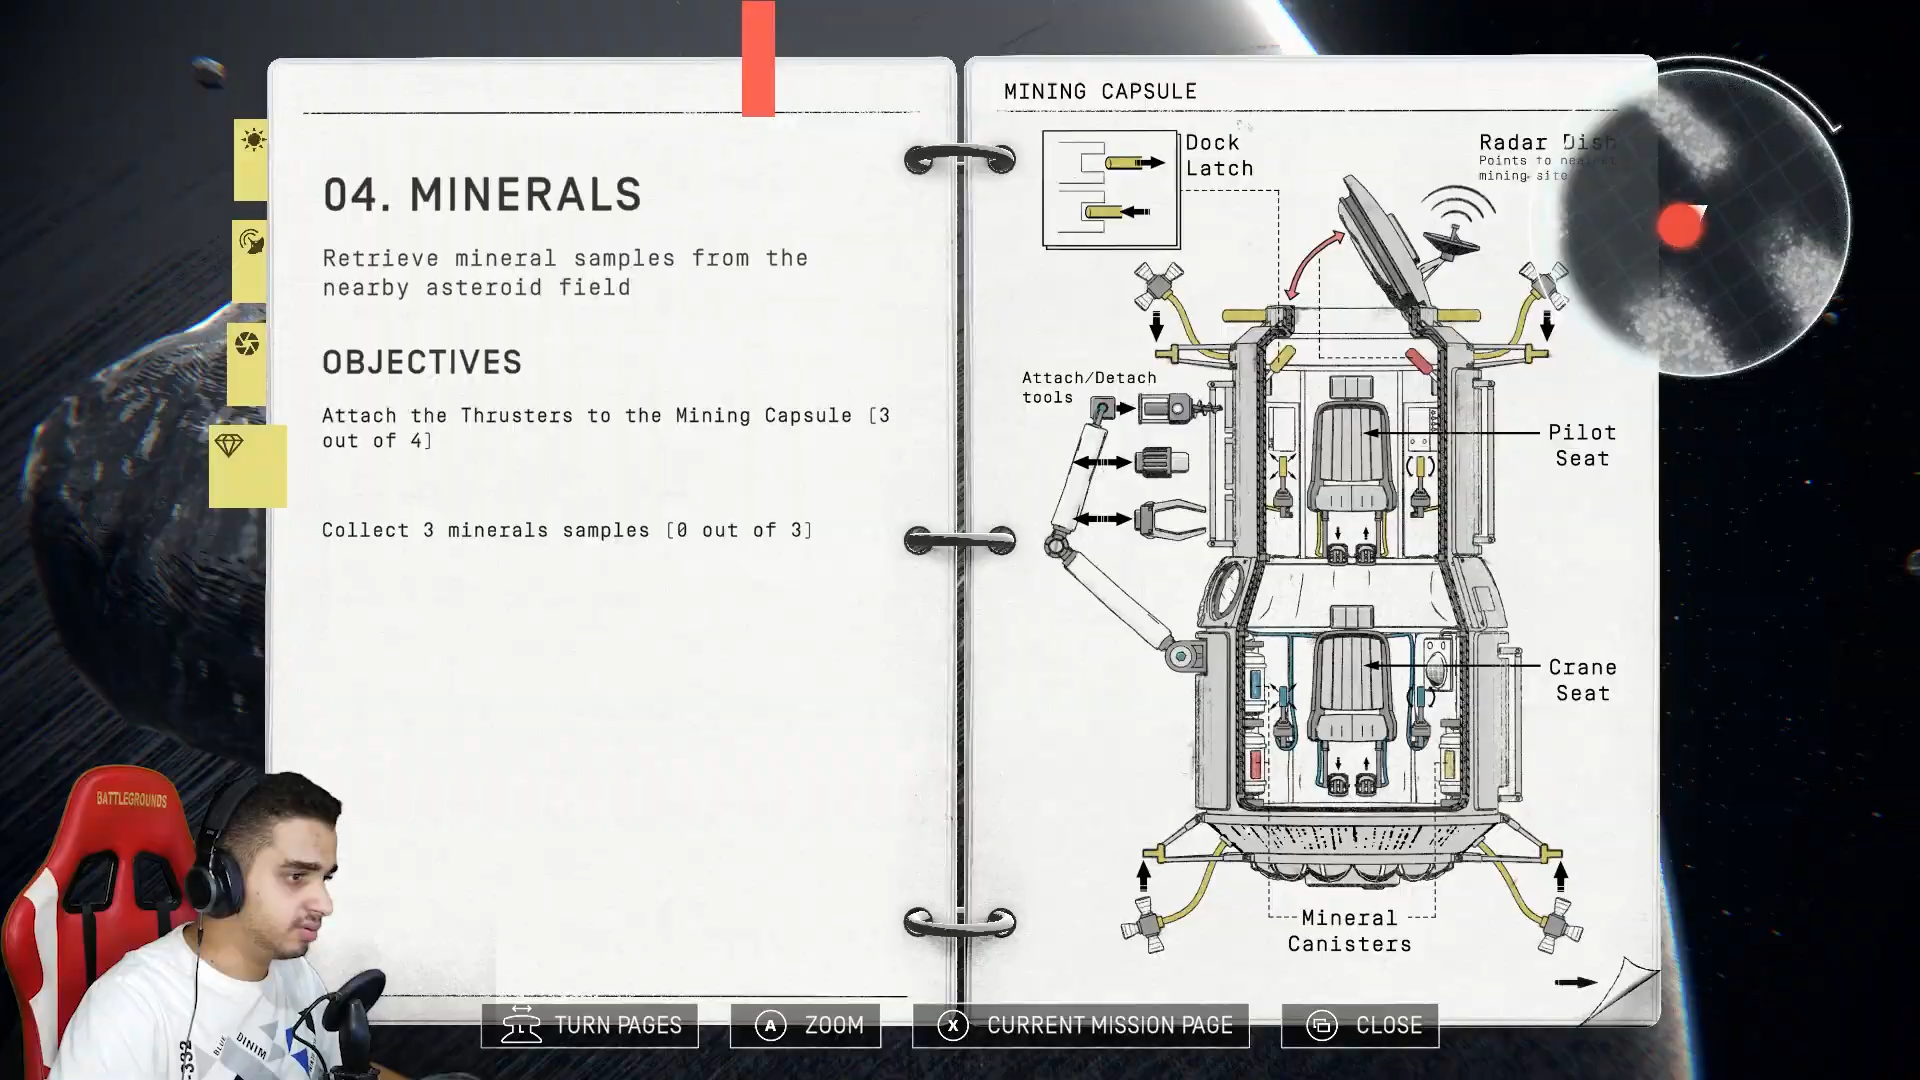 04. MINERALS
Retrieve mineral samples from the
nearby asteroid field
OBJECTIVES
Attach the Thrusters to the Mining Capsule [3
out of 4]
Collect 3 minerals samples [0 out of 3]
MINING CAPSULE
Dock
Latch
Radar Dish
Points to nearest
mining site
Attach/Detach
tools
Pilot
Seat
Crane
Seat
Mineral
Canisters
L TURN PAGES
A ZOOM
X CURRENT MISSION PAGE
CLOSE
BATTLEGROUNDS
BLUE
DINIM